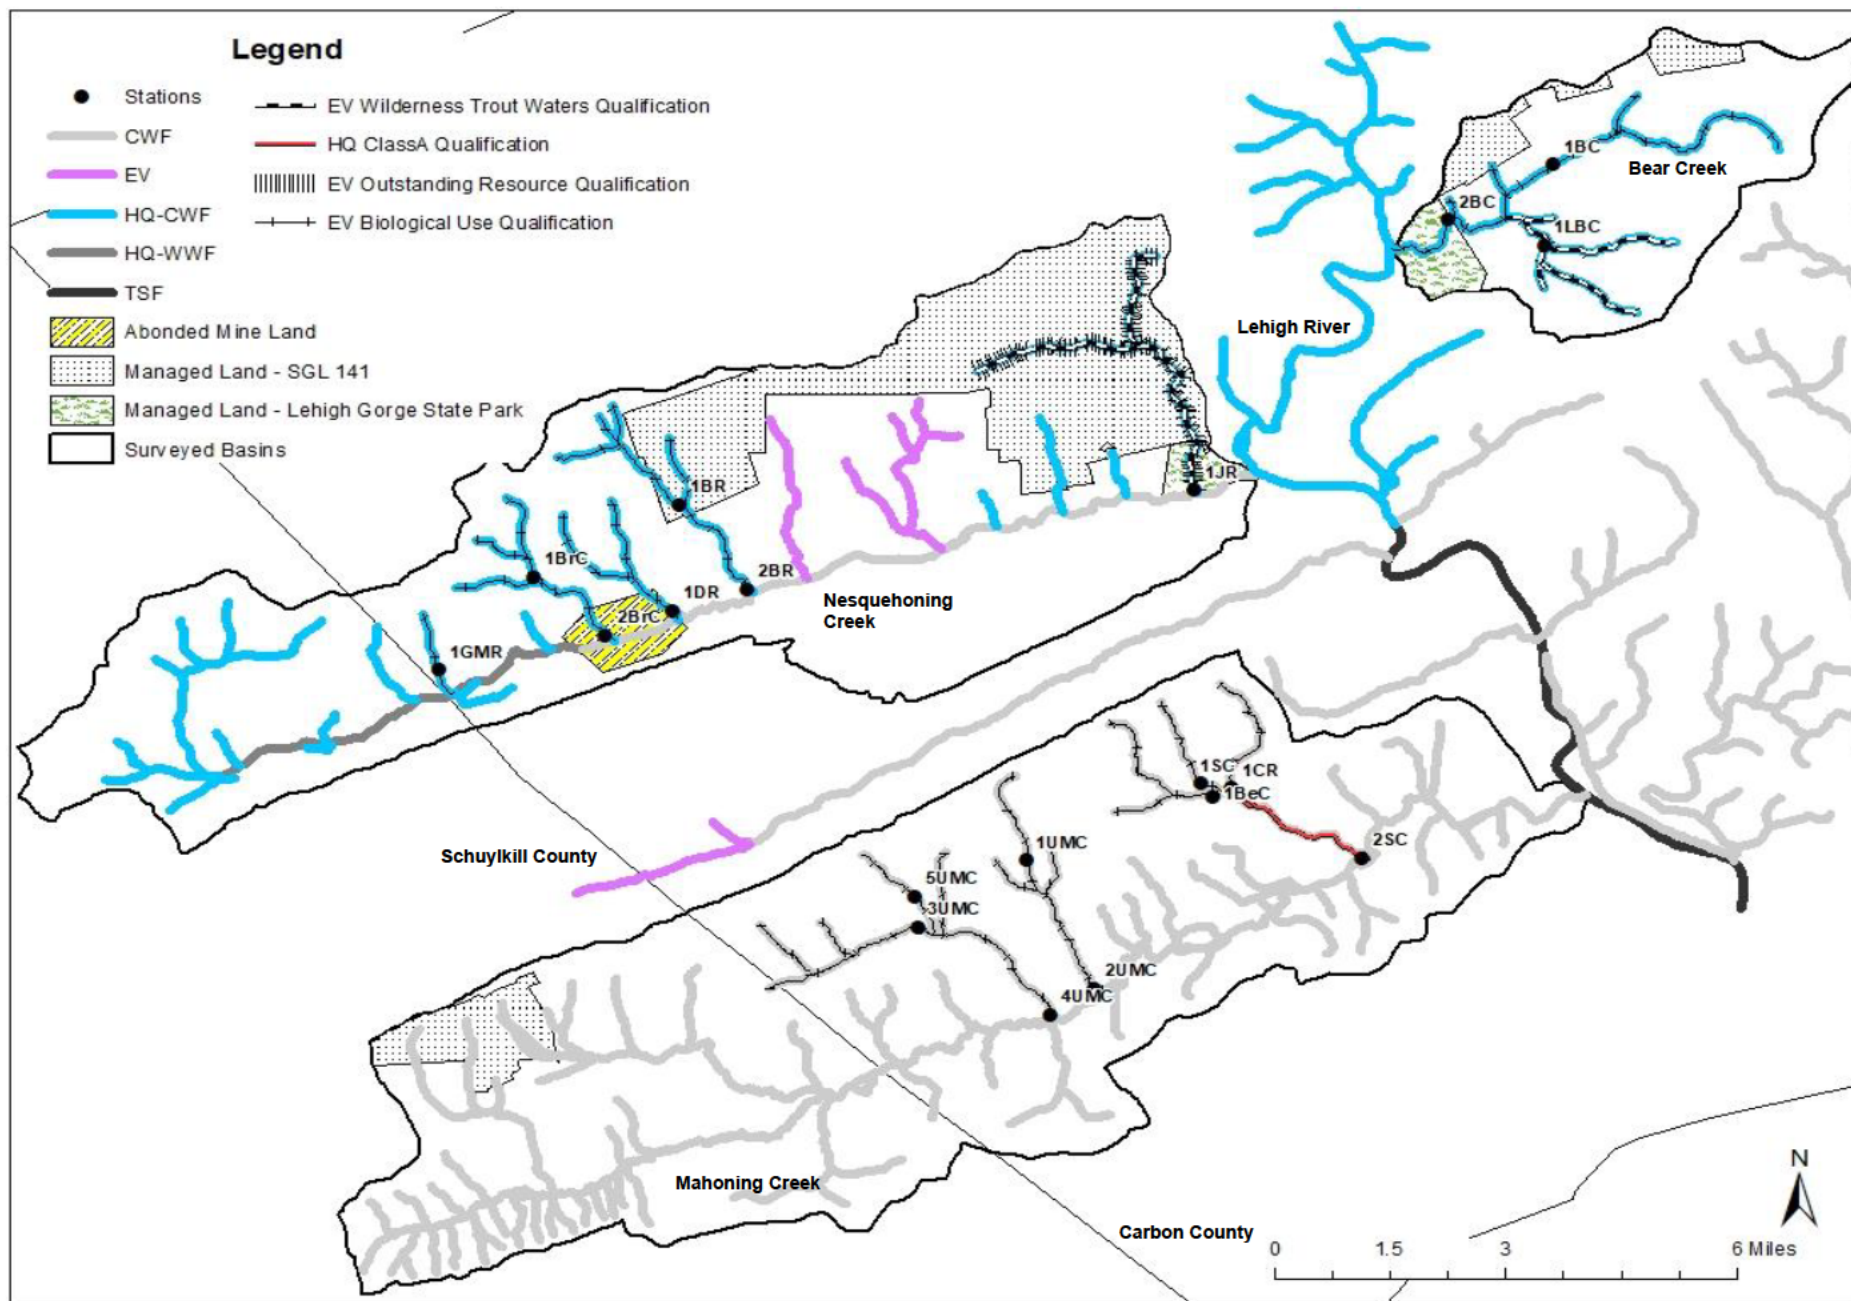 Legend
Stations
CWF
EV
HQ-CWF
HQ-WWF
TSF
Abonded Mine Land
Managed Land - SGL 141
Managed Land - Lehigh Gorge State Park
Surveyed Basins
EV Wilderness Trout Waters Qualification
HQ ClassA Qualification
EV Outstanding Resource Qualification
EV Biological Use Qualification
1BC
Bear Creek
2BC
1LBC
Lehigh River
1JR
1BR
1BrC
2BR
1DR
2BrC
Nesquehoning
Creek
1GMR
1SC
1CR
1BeC
2SC
1UMC
Schuylkill County
5UMC
3UMC
2UMC
4UMC
Mahoning Creek
Carbon County
N
0 1.5 3 6 Miles